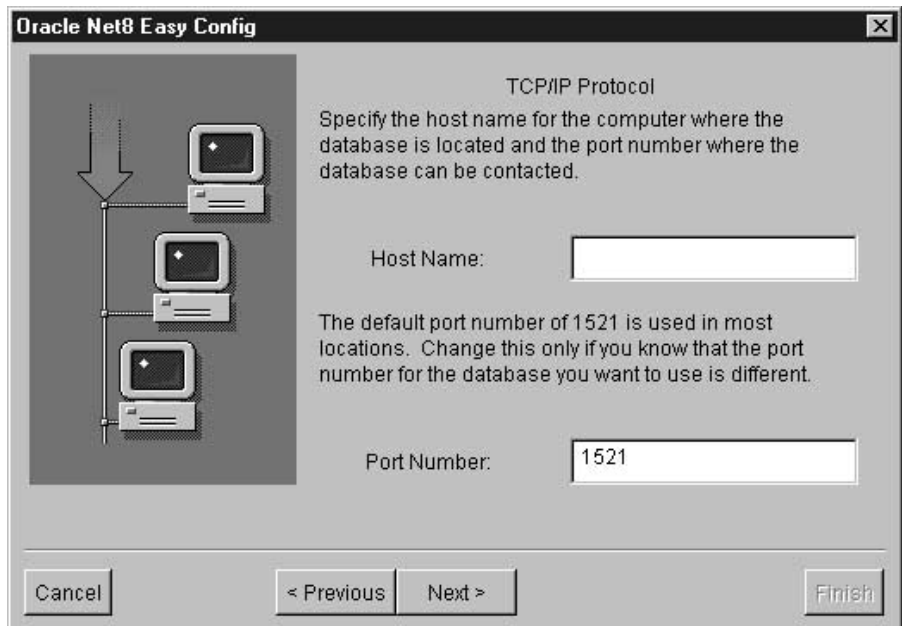 Oracle Net8 Easy Config
TCP/IP Protocol
Specify the host name for the computer where the
database is located and the port number where the
database can be contacted.
Host Name:
The default port number of 1521 is used in most
locations. Change this only if you know that the port
number for the database you want to use is different.
Port Number: 1521
Cancel < Previous Next > Finish